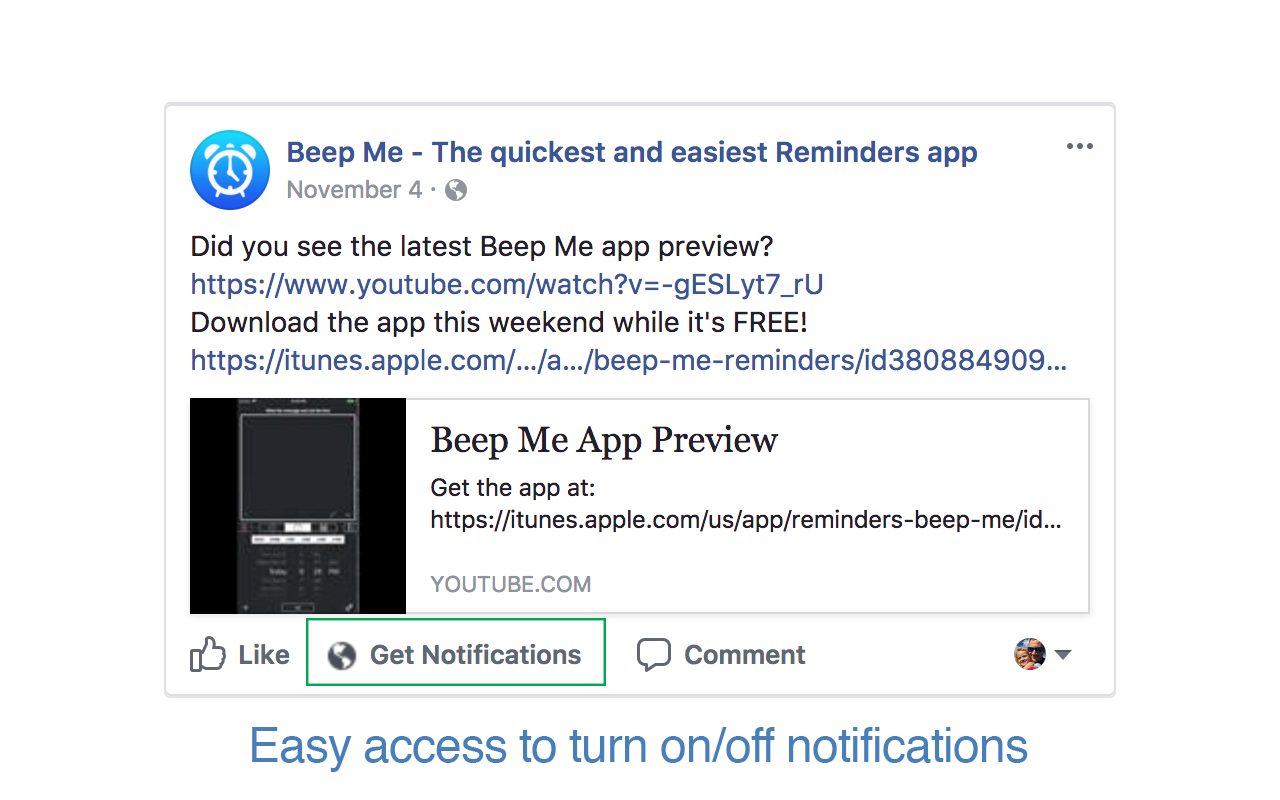 Beep Me - The quickest and easiest Reminders app
November 4 ·
Did you see the latest Beep Me app preview?
https://www.youtube.com/watch?v=-gESLyt7_rU
Download the app this weekend while it's FREE!
https://itunes.apple.com/.../a.../beep-me-reminders/id380884909...
Beep Me App Preview
Get the app at:
https://itunes.apple.com/us/app/reminders-beep-me/id...
YOUTUBE.COM
Like
Get Notifications
Comment
Easy access to turn on/off notifications